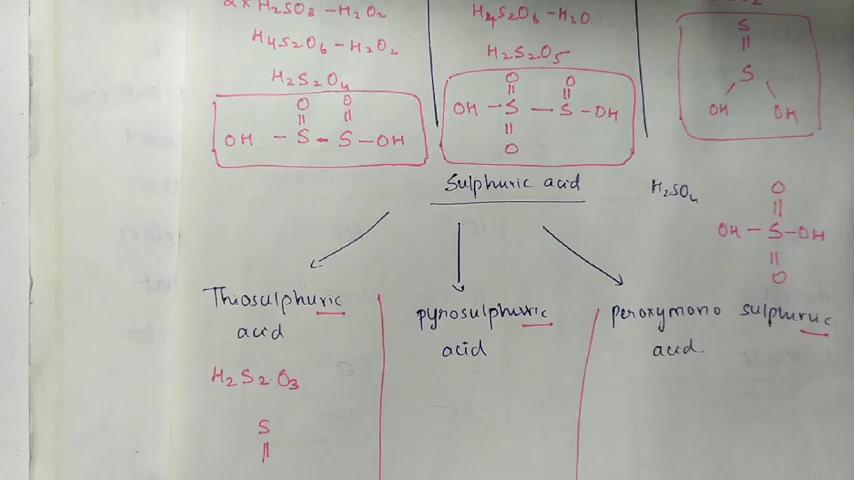 H2SO3 - H2O2
H4S2O6 - H2O2
H2S2O4
O O
OH - S - S - OH
H4S2O6 - H2O
H2S2O5
O O
OH - S - S - OH
O
S
S
OH OH
Sulphuric acid
H2SO4
O
OH - S - OH
O
Thiosulphuric
acid
H2S2O3
S
pyrosulphuric
acid
peroxymono sulphuric
acid.